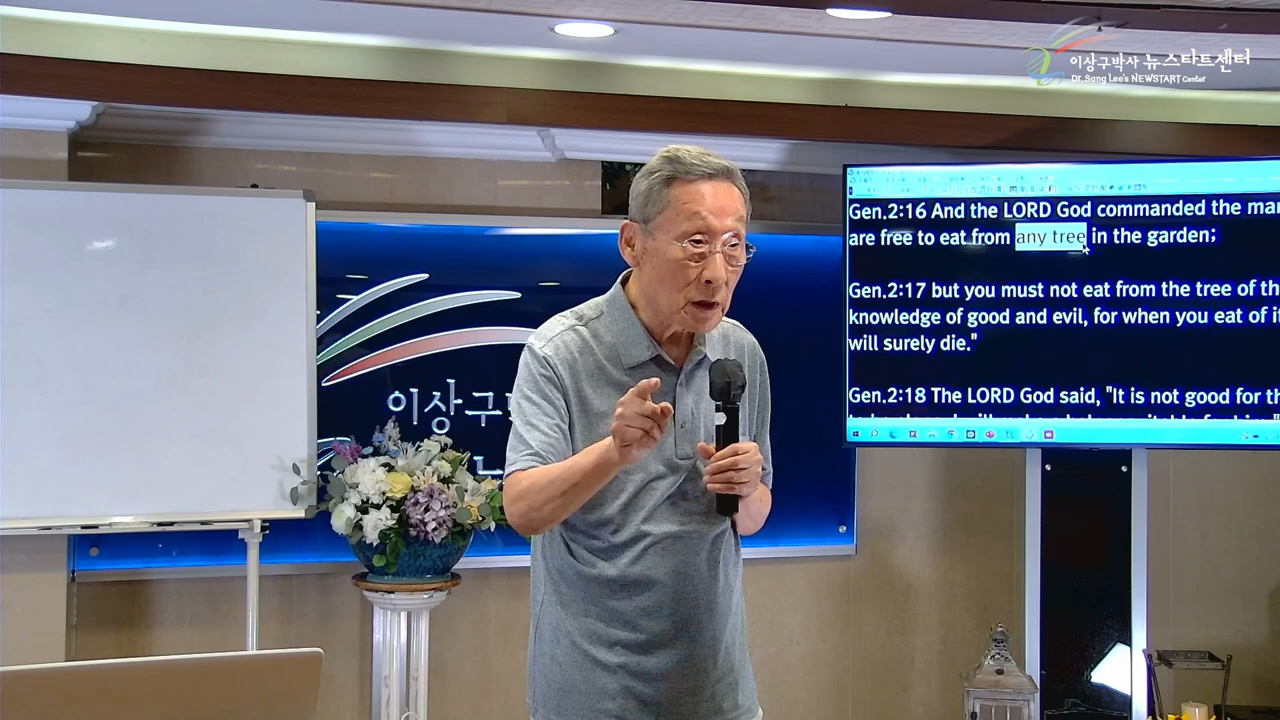 이상구박사 뉴스타트센터
Dr. Sang Lee's NEWSTART Center
Gen.2:16 And the LORD God commanded the man
are free to eat from any tree in the garden;
Gen.2:17 but you must not eat from the tree of th
knowledge of good and evil, for when you eat of it
will surely die."
Gen.2:18 The LORD God said, "It is not good for th
이상구